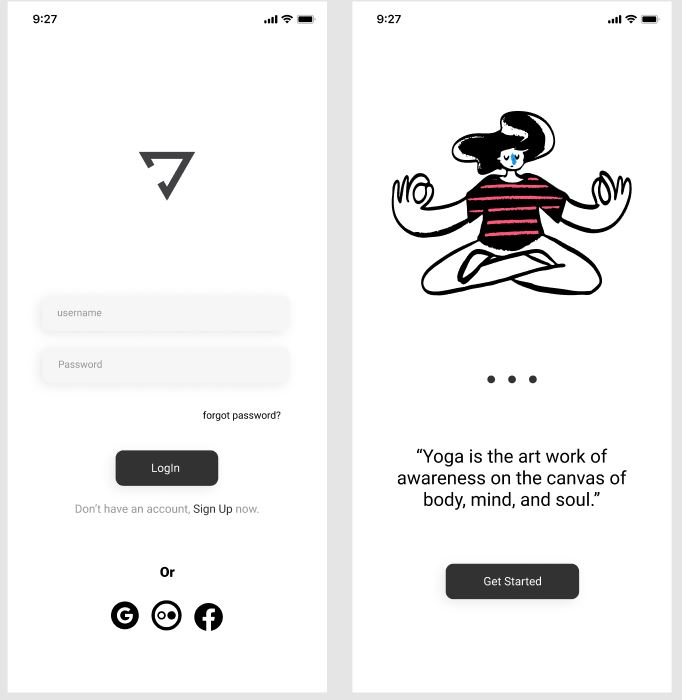 9:27
username
Password
forgot password?
LogIn
Don't have an account, Sign Up now.
Or
G
f
9:27
“Yoga is the art work of
awareness on the canvas of
body, mind, and soul.”
Get Started